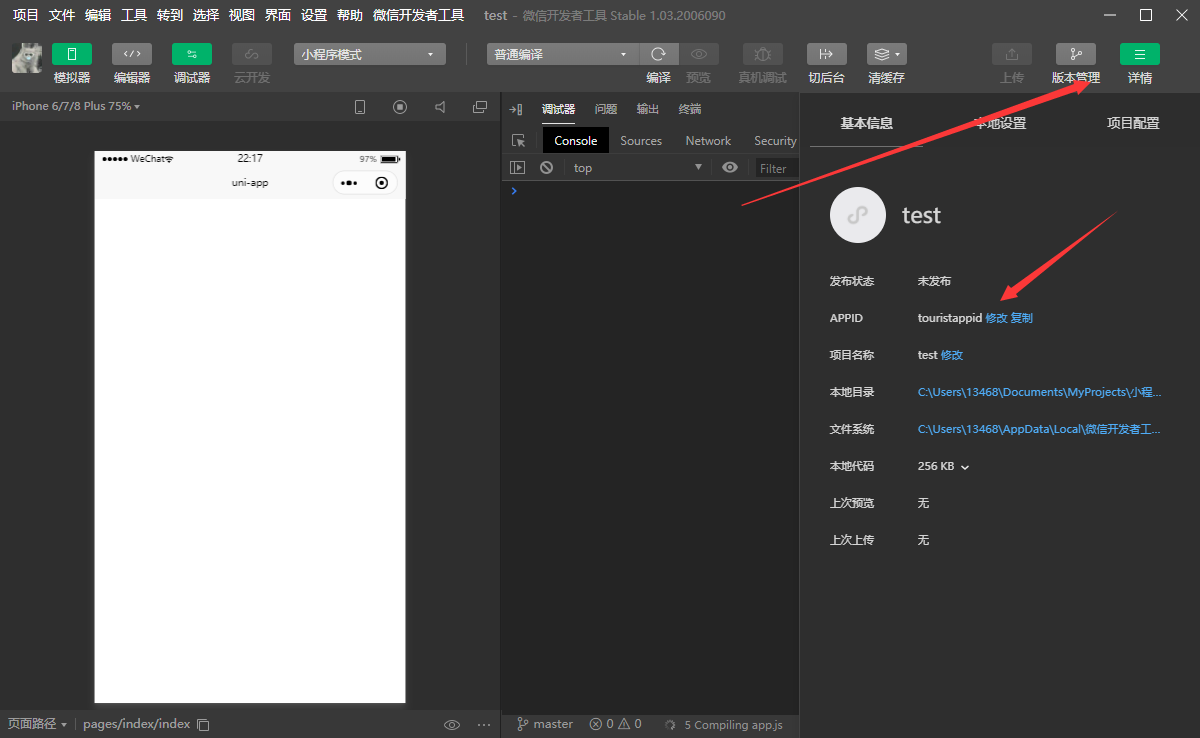 项目 文件 编辑 工具 转到 选择 视图 界面 设置 帮助 微信开发者工具 test - 微信开发者工具 Stable 1.03.2006090
小程序模式 普通编译
模拟器 编辑器 调试器 云开发 编译 预览 真机调试 切后台 清缓存 上传 版本管理 详情
iPhone 6/7/8 Plus 75%
WeChat 22:17 97%
uni-app
调试器 问题 输出 终端
Console Sources Network Security
top Filter
基本信息 本地设置 项目配置
test
发布状态 未发布
APPID touristappid 修改 复制
项目名称 test 修改
本地目录 C:\Users\13468\Documents\MyProjects\小程...
文件系统 C:\Users\13468\AppData\Local\微信开发者工...
本地代码 256 KB
上次预览 无
上次上传 无
页面路径 pages/index/index
master 0 0 5 Compiling app.js